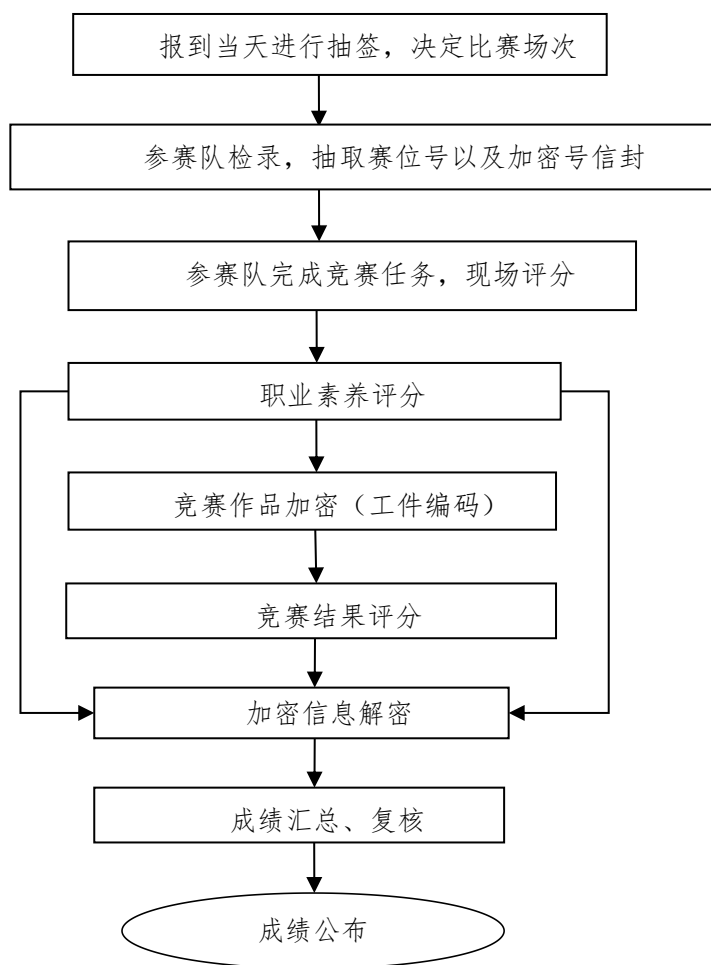 报到当天进行抽签，决定比赛场次
参赛队检录，抽取赛位号以及加密号信封
参赛队完成竞赛任务，现场评分
职业素养评分
竞赛作品加密（工件编码）
竞赛结果评分
加密信息解密
成绩汇总、复核
成绩公布